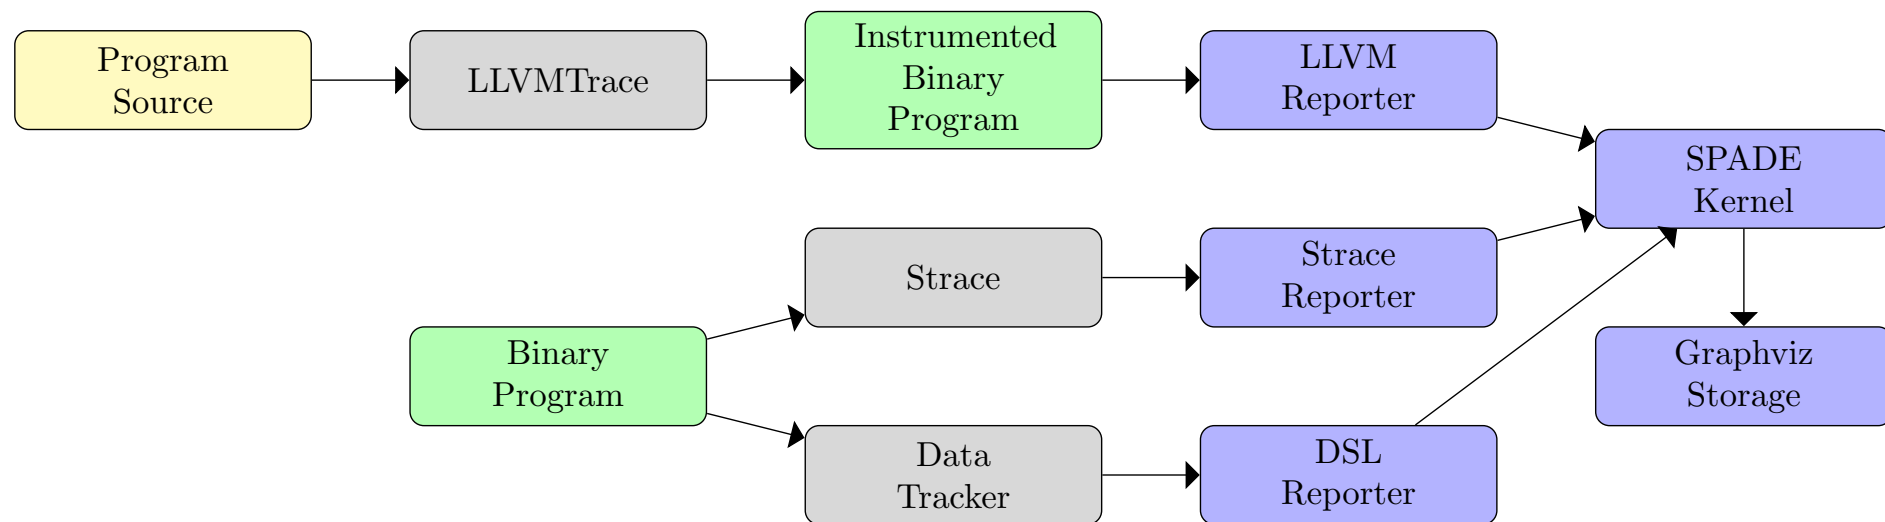 Program
Source
LLVMTrace
Instrumented
Binary
Program
LLVM
Reporter
SPADE
Kernel
Strace
Strace
Reporter
Binary
Program
Graphviz
Storage
Data
Tracker
DSL
Reporter